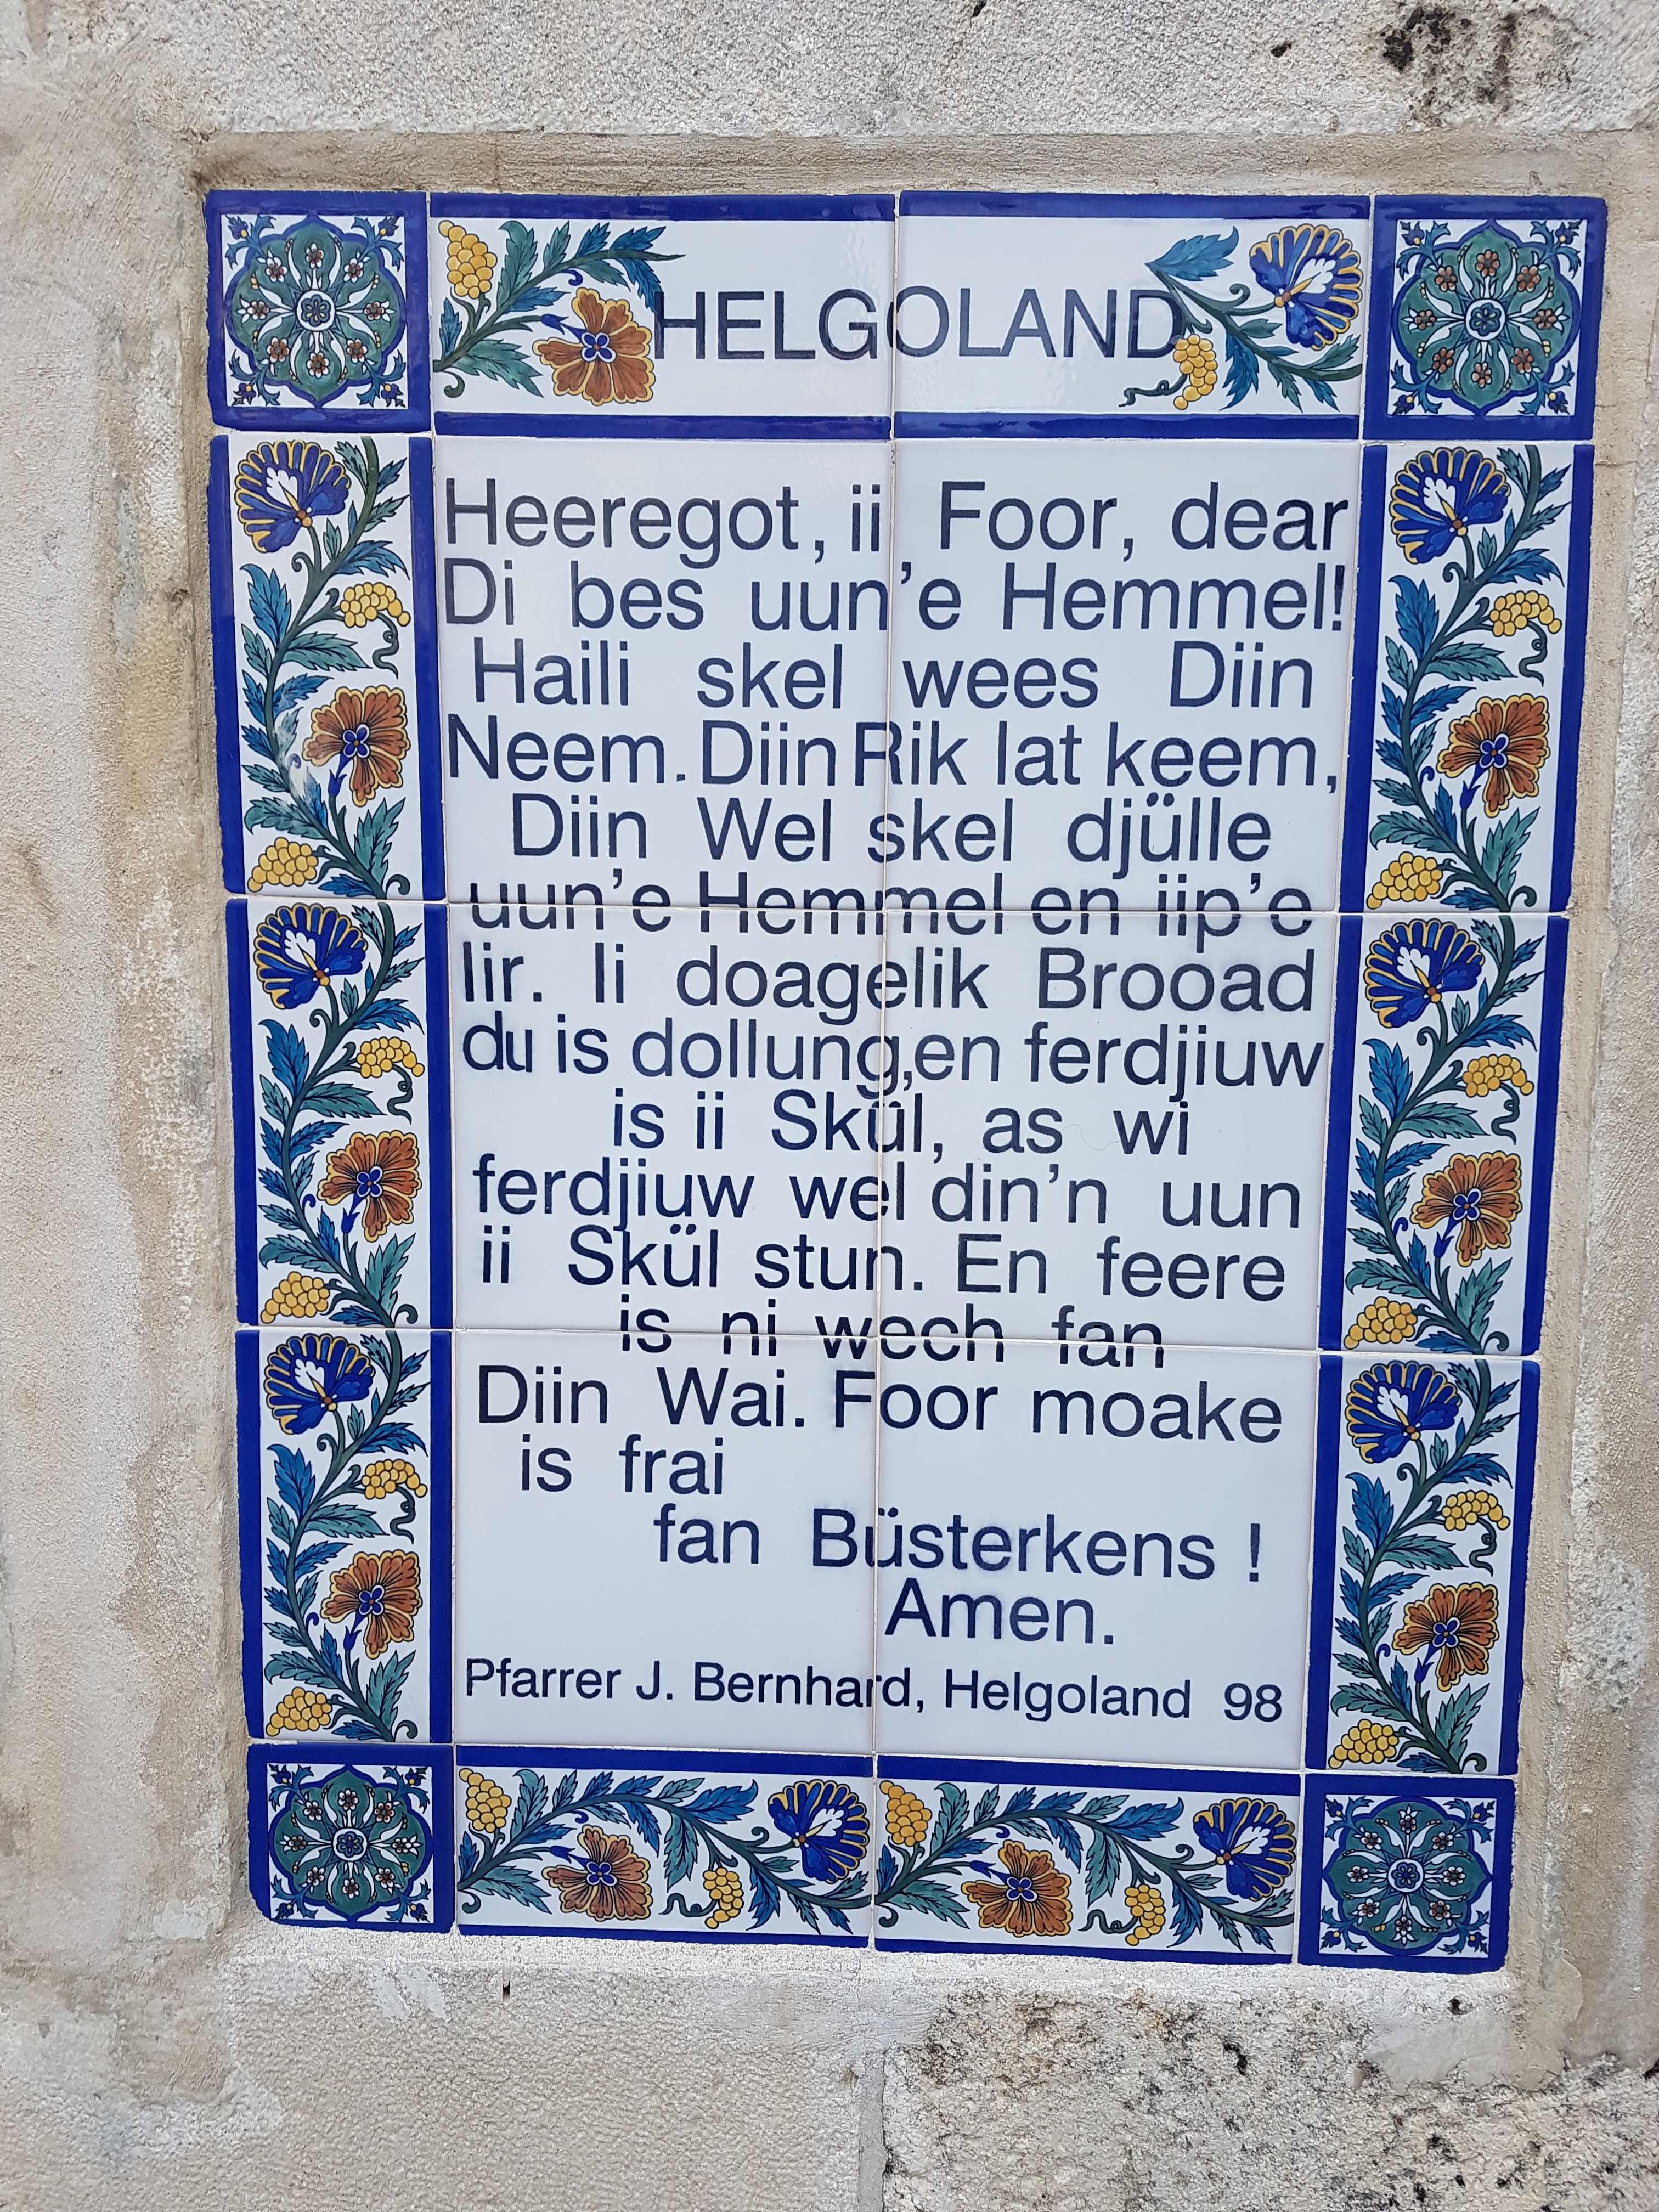 HELGOLAND
Heeregot, ii Foor, dear
Di bes uun'e Hemmel!
Haili skel wees Diin
Neem. Diin Rik lat keem,
Diin Wel skel djülle
uun'e Hemmel en iip'e
Iir. Ii doagelik Brooad
du is dollung,en ferdjiuw
is ii Skül, as wi
ferdjiuw wel din'n uun
ii Skül stun. En feere
is ni wech fan
Diin Wai. Foor moake
is frai
fan Büsterkens !
Amen.
Pfarrer J. Bernhard, Helgoland 98